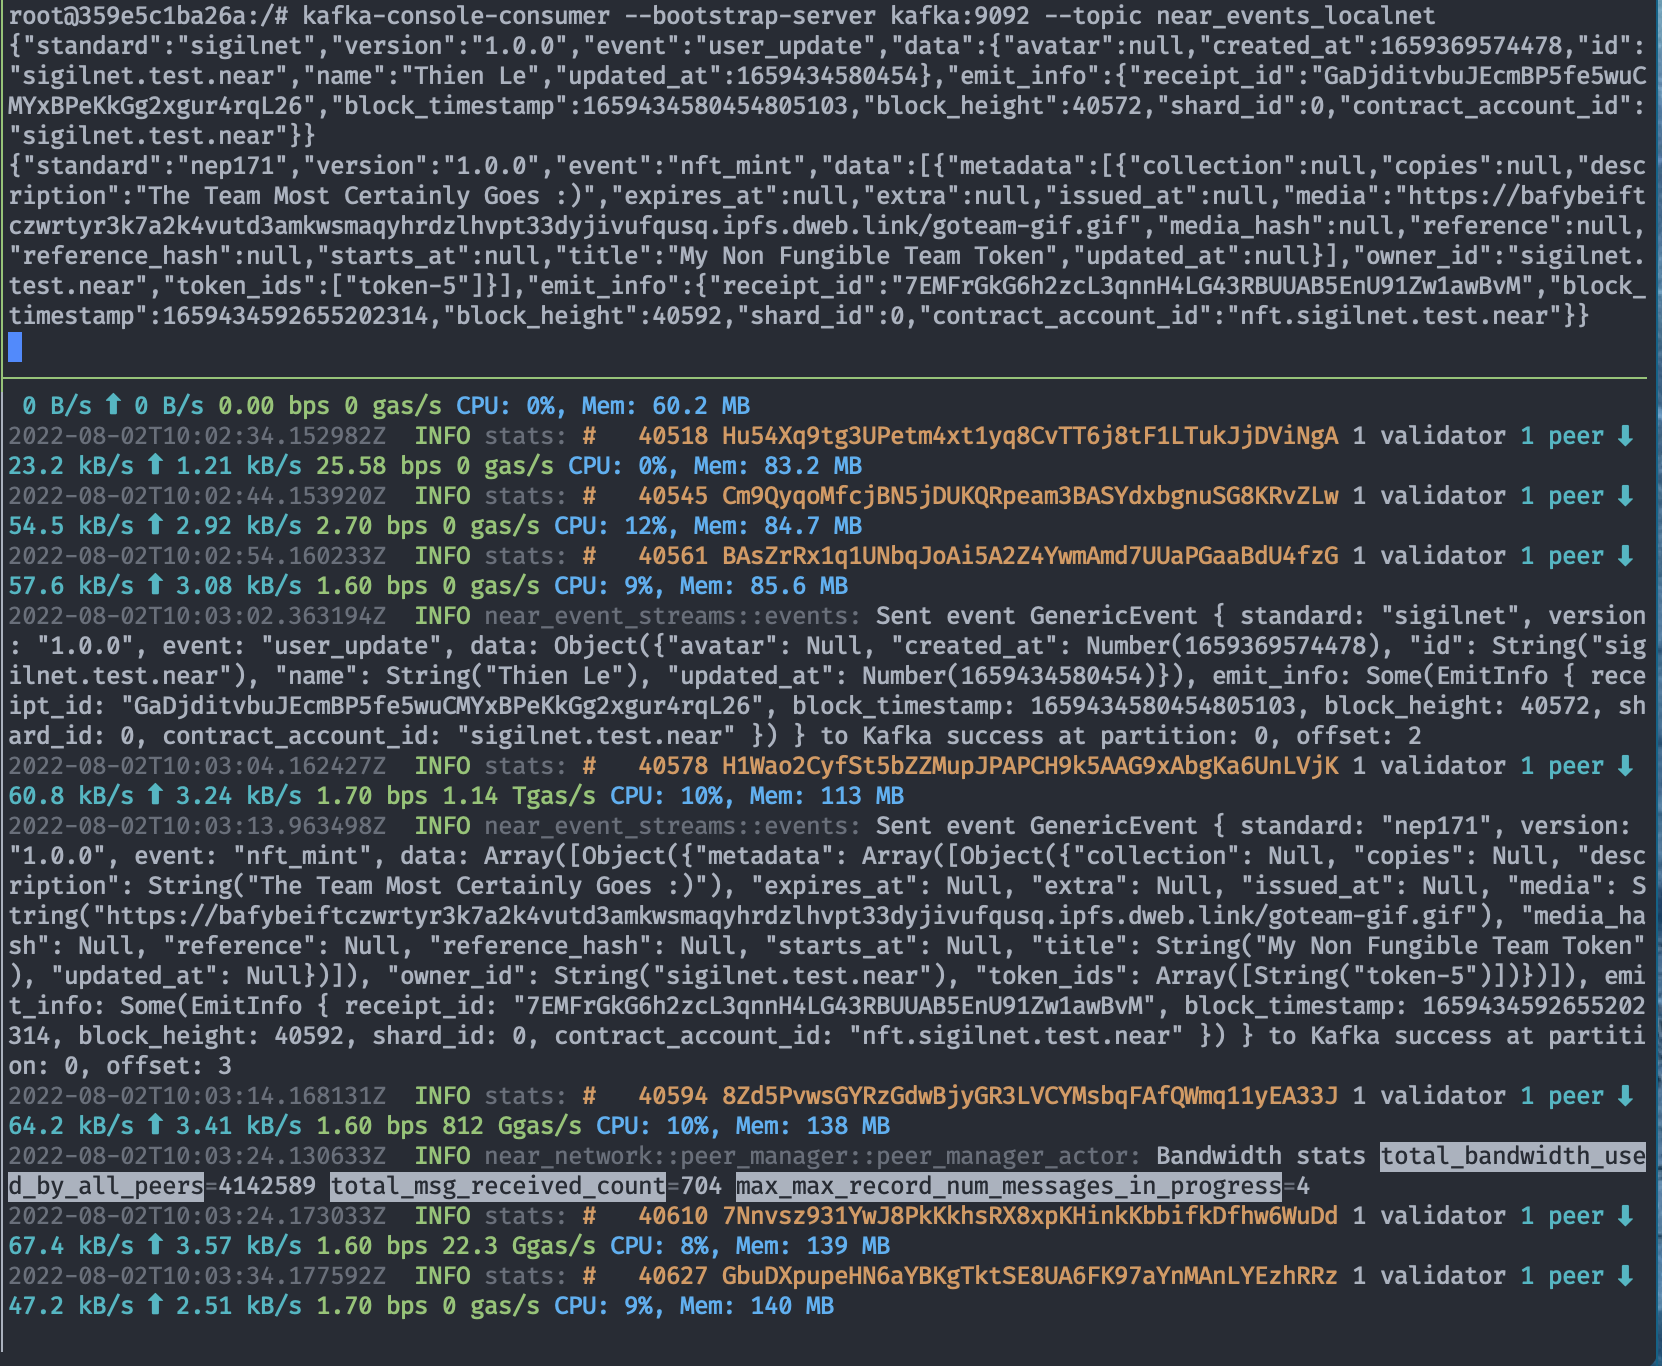 root@359e5c1ba26a:/# kafka-console-consumer --bootstrap-server kafka:9092 --topic near_events_localnet
{"standard":"sigilnet","version":"1.0.0","event":"user_update","data":{"avatar":null,"created_at":1659369574478,"id":
"sigilnet.test.near","name":"Thien Le","updated_at":1659434580454},"emit_info":{"receipt_id":"GaDjditvbuJEcmBP5fe5wuC
MYxBPeKkGg2xgur4rqL26","block_timestamp":1659434580454805103,"block_height":40572,"shard_id":0,"contract_account_id":
"sigilnet.test.near"}}
{"standard":"nep171","version":"1.0.0","event":"nft_mint","data":[{"metadata":[{"collection":null,"copies":null,"desc
ription":"The Team Most Certainly Goes :)","expires_at":null,"extra":null,"issued_at":null,"media":"https://bafybeift
czwrtyr3k7a2k4vutd3amkwsmaqyhrdzlhvpt33dyjivufqusq.ipfs.dweb.link/goteam-gif.gif","media_hash":null,"reference":null,
"reference_hash":null,"starts_at":null,"title":"My Non Fungible Team Token","updated_at":null}],"owner_id":"sigilnet.
test.near","token_ids":["token-5"]}],"emit_info":{"receipt_id":"7EMFrGkG6h2zcL3qnnH4LG43RBUUAB5EnU91Zw1awBvM","block_
timestamp":1659434592655202314,"block_height":40592,"shard_id":0,"contract_account_id":"nft.sigilnet.test.near"}}
0 B/s ⬆ 0 B/s 0.00 bps 0 gas/s CPU: 0%, Mem: 60.2 MB
2022-08-02T10:02:34.152982Z  INFO stats: #   40518 Hu54Xq9tg3UPetm4xt1yq8CvTT6j8tF1LTukJjDViNgA 1 validator 1 peer ⬇
23.2 kB/s ⬆ 1.21 kB/s 25.58 bps 0 gas/s CPU: 0%, Mem: 83.2 MB
2022-08-02T10:02:44.153920Z  INFO stats: #   40545 Cm9QyqoMfcjBN5jDUKQRpeam3BASYdxbgnuSG8KRvZLw 1 validator 1 peer ⬇
54.5 kB/s ⬆ 2.92 kB/s 2.70 bps 0 gas/s CPU: 12%, Mem: 84.7 MB
2022-08-02T10:02:54.160233Z  INFO stats: #   40561 BAsZrRx1q1UNbqJoAi5A2Z4YwmAmd7UUaPGaaBdU4fzG 1 validator 1 peer ⬇
57.6 kB/s ⬆ 3.08 kB/s 1.60 bps 0 gas/s CPU: 9%, Mem: 85.6 MB
2022-08-02T10:03:02.363194Z  INFO near_event_streams::events: Sent event GenericEvent { standard: "sigilnet", version
: "1.0.0", event: "user_update", data: Object({"avatar": Null, "created_at": Number(1659369574478), "id": String("sig
ilnet.test.near"), "name": String("Thien Le"), "updated_at": Number(1659434580454)}), emit_info: Some(EmitInfo { rece
ipt_id: "GaDjditvbuJEcmBP5fe5wuCMYxBPeKkGg2xgur4rqL26", block_timestamp: 1659434580454805103, block_height: 40572, sh
ard_id: 0, contract_account_id: "sigilnet.test.near" }) } to Kafka success at partition: 0, offset: 2
2022-08-02T10:03:04.162427Z  INFO stats: #   40578 H1Wao2CyfSt5bZZMupJPAPCH9k5AAG9xAbgKa6UnLVjK 1 validator 1 peer ⬇
60.8 kB/s ⬆ 3.24 kB/s 1.70 bps 1.14 Tgas/s CPU: 10%, Mem: 113 MB
2022-08-02T10:03:13.963498Z  INFO near_event_streams::events: Sent event GenericEvent { standard: "nep171", version:
"1.0.0", event: "nft_mint", data: Array([Object({"metadata": Array([Object({"collection": Null, "copies": Null, "desc
ription": String("The Team Most Certainly Goes :)"), "expires_at": Null, "extra": Null, "issued_at": Null, "media": S
tring("https://bafybeiftczwrtyr3k7a2k4vutd3amkwsmaqyhrdzlhvpt33dyjivufqusq.ipfs.dweb.link/goteam-gif.gif"), "media_ha
sh": Null, "reference": Null, "reference_hash": Null, "starts_at": Null, "title": String("My Non Fungible Team Token"
), "updated_at": Null})]), "owner_id": String("sigilnet.test.near"), "token_ids": Array([String("token-5")])})]), emi
t_info: Some(EmitInfo { receipt_id: "7EMFrGkG6h2zcL3qnnH4LG43RBUUAB5EnU91Zw1awBvM", block_timestamp: 1659434592655202
314, block_height: 40592, shard_id: 0, contract_account_id: "nft.sigilnet.test.near" }) } to Kafka success at partiti
on: 0, offset: 3
2022-08-02T10:03:14.168131Z  INFO stats: #   40594 8Zd5PvwsGYRzGdwBjyGR3LVCYMsbqFAfQWmq11yEA33J 1 validator 1 peer ⬇
64.2 kB/s ⬆ 3.41 kB/s 1.60 bps 812 Ggas/s CPU: 10%, Mem: 138 MB
2022-08-02T10:03:24.130633Z  INFO near_network::peer_manager::peer_manager_actor: Bandwidth stats total_bandwidth_use
d_by_all_peers=4142589 total_msg_received_count=704 max_max_record_num_messages_in_progress=4
2022-08-02T10:03:24.173033Z  INFO stats: #   40610 7Nnvsz931YwJ8PkKkhsRX8xpKHinkKbbifkDfhw6WuDd 1 validator 1 peer ⬇
67.4 kB/s ⬆ 3.57 kB/s 1.60 bps 22.3 Ggas/s CPU: 8%, Mem: 139 MB
2022-08-02T10:03:34.177592Z  INFO stats: #   40627 GbuDXpupeHN6aYBKgTktSE8UA6FK97aYnMAnLYEzhRRz 1 validator 1 peer ⬇
47.2 kB/s ⬆ 2.51 kB/s 1.70 bps 0 gas/s CPU: 9%, Mem: 140 MB